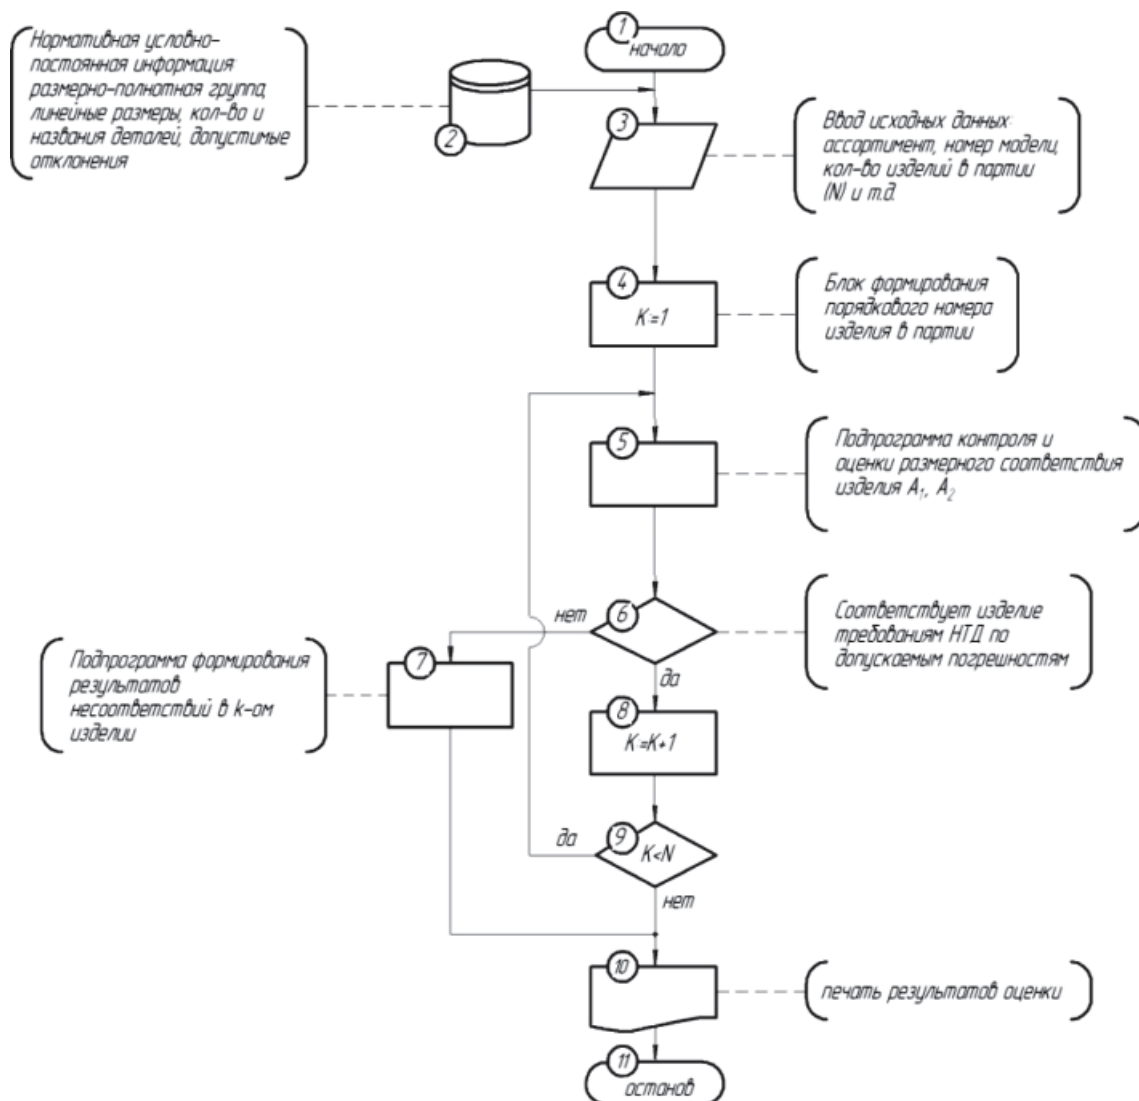 1
начало
Нормативная условно-
постоянная информация:
размерно-полнотная группа,
линейные размеры, кол-во и
названия деталей, допустимые
отклонения
2
3
Ввод исходных данных:
ассортимент, номер модели,
кол-во изделий в партии
(N) и т.д.
4
K:=1
Блок формирования
порядкового номера
изделия в партии
5
Подпрограмма контроля и
оценки размерного соответствия
изделия A₁, A₂
6
нет
да
Соответствует изделие
требованиям НТД по
допускаемым погрешностям
7
Подпрограмма формирования
результатов
несоответствий в k-ом
изделии
8
K:=K+1
9
K<N
да
нет
10
печать результатов оценки
11
останов